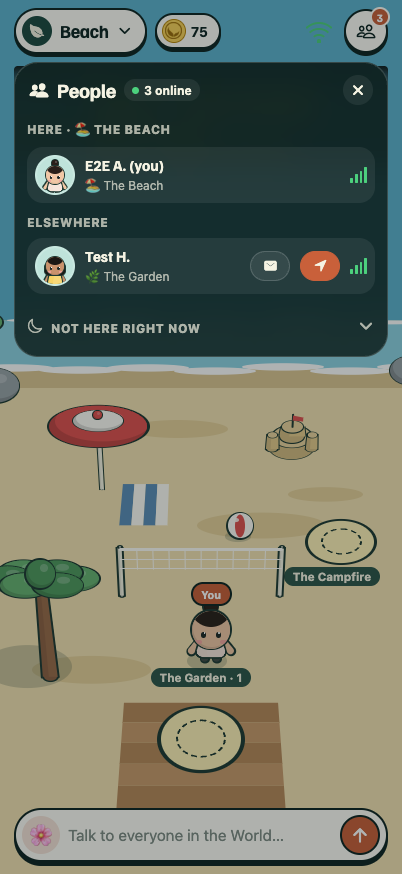 Beach
75
3
People
3 online
HERE · 🏖️ THE BEACH
E2E A. (you)
🏖️ The Beach
ELSEWHERE
Test H.
🌿 The Garden
NOT HERE RIGHT NOW
The Campfire
You
The Garden · 1
Talk to everyone in the World...